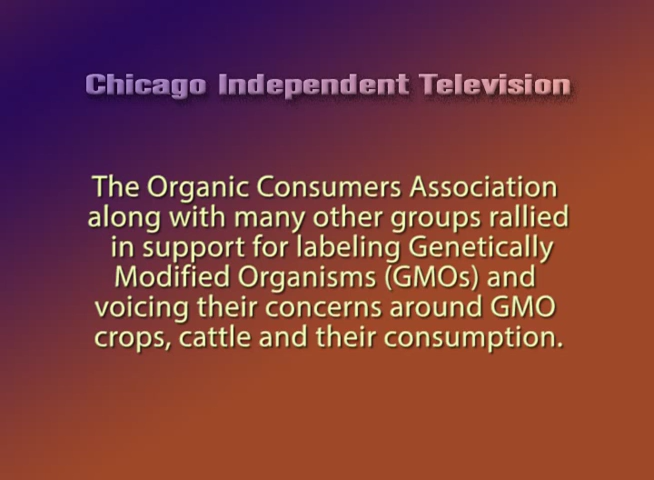 Chicago Independent Television
The Organic Consumers Association
along with many other groups rallied
in support for labeling Genetically
Modified Organisms (GMOs) and
voicing their concerns around GMO
crops, cattle and their consumption.